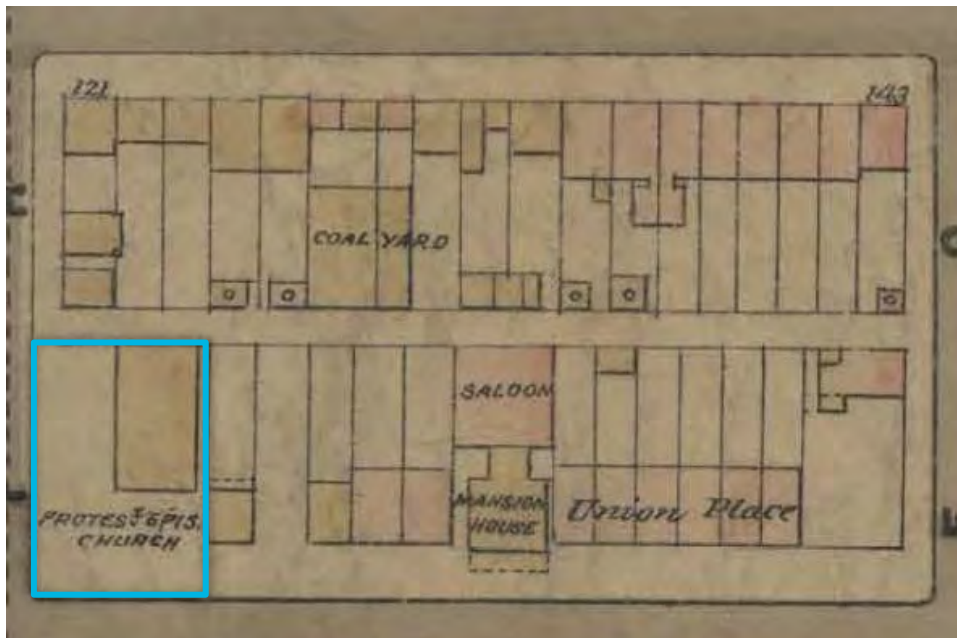 121
143
COAL YARD
SALOON
MANSION
HOUSE
Union Place
PROTEST EPIS.
CHURCH